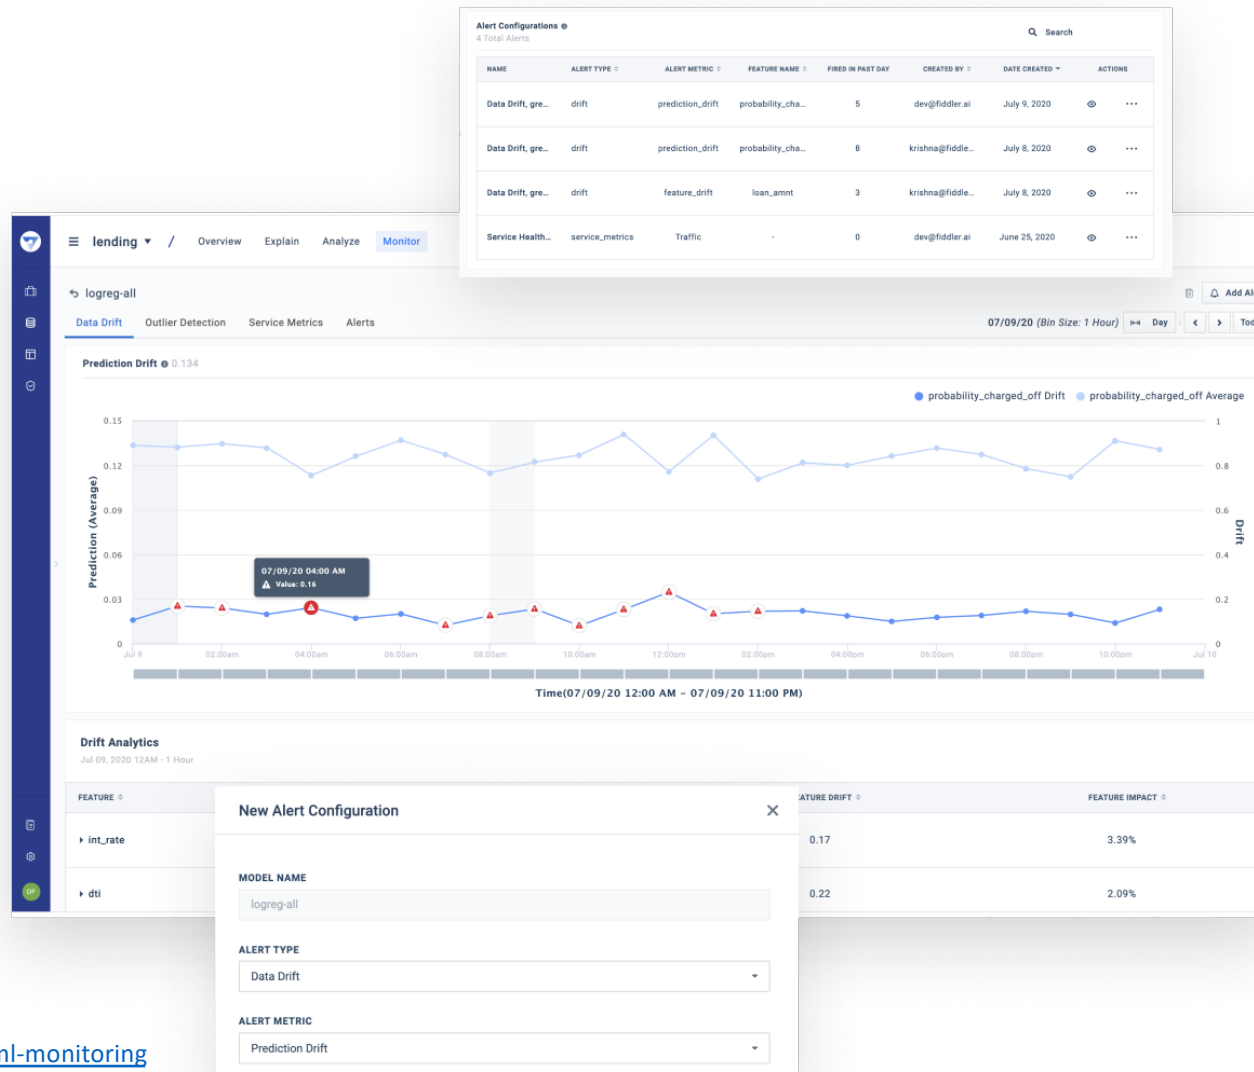 Alert Configurations
4 Total Alerts
Search
NAME ALERT TYPE ALERT METRIC FEATURE NAME FIRED IN PAST DAY CREATED BY DATE CREATED ACTIONS
Data Drift, gre... drift prediction_drift probability_cha... 5 dev@fiddler.ai July 9, 2020
Data Drift, gre... drift prediction_drift probability_cha... 8 krishna@fiddle... July 8, 2020
Data Drift, gre... drift feature_drift loan_amnt 3 krishna@fiddle... July 8, 2020
Service Health... service_metrics Traffic - 0 dev@fiddler.ai June 25, 2020
lending / Overview Explain Analyze Monitor
logreg-all
Add Al
Data Drift Outlier Detection Service Metrics Alerts
07/09/20 (Bin Size: 1 Hour) Day Tod
Prediction Drift 0.134
probability_charged_off Drift probability_charged_off Average
0.15 1
0.12 0.8
0.09 0.6
0.06 0.4
0.03 0.2
0 0
Prediction (Average)
Drift
07/09/20 04:00 AM
Value: 0.16
Jul 9 02:00am 04:00am 06:00am 08:00am 10:00am 12:00pm 02:00pm 04:00pm 06:00pm 08:00pm 10:00pm Jul 10
Time(07/09/20 12:00 AM - 07/09/20 11:00 PM)
Drift Analytics
Jul 09, 2020 12AM - 1 Hour
FEATURE ATURE DRIFT FEATURE IMPACT
int_rate 0.17 3.39%
dti 0.22 2.09%
DF
New Alert Configuration
MODEL NAME
logreg-all
ALERT TYPE
Data Drift
ALERT METRIC
Prediction Drift
ml-monitoring